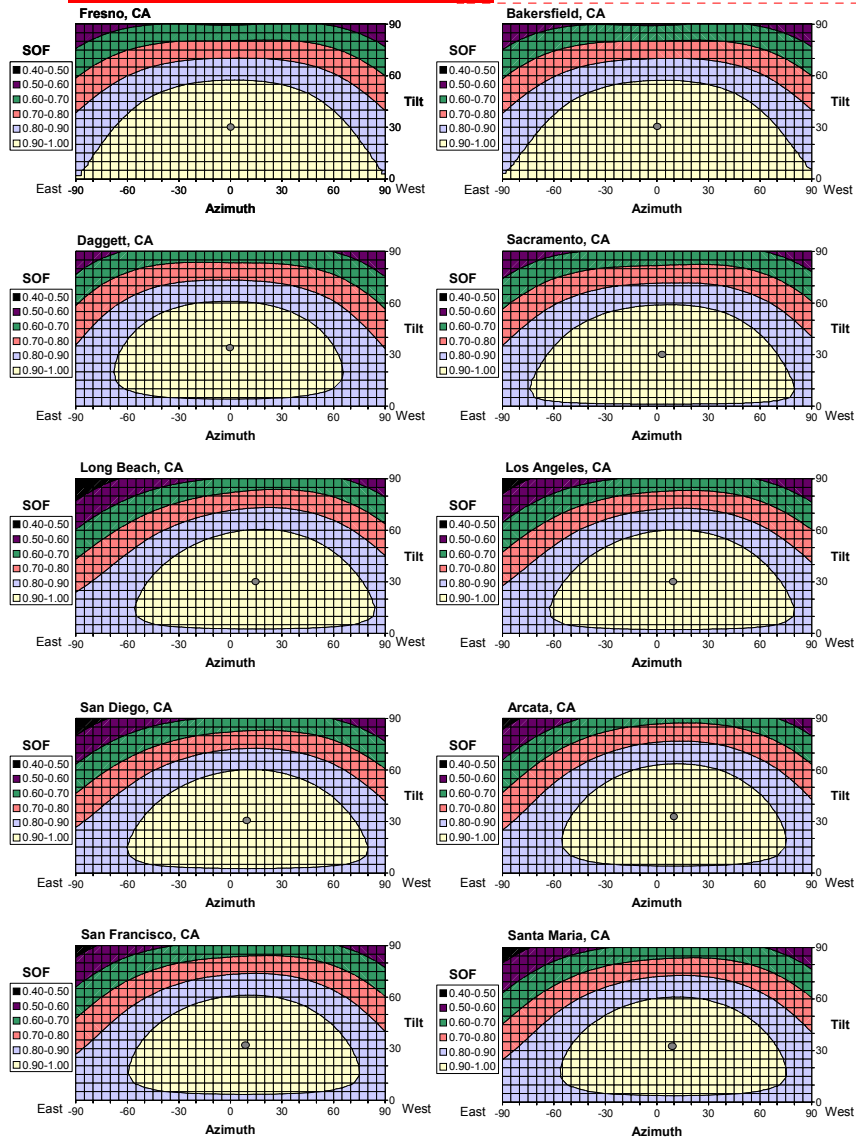 Fresno, CA
SOF
0.40-0.50
0.50-0.60
0.60-0.70
0.70-0.80
0.80-0.90
0.90-1.00
90
60
Tilt
30
0
East -90 -60 -30 0 30 60 90 West
Azimuth
Bakersfield, CA
SOF
0.40-0.50
0.50-0.60
0.60-0.70
0.70-0.80
0.80-0.90
0.90-1.00
90
60
Tilt
30
0
East -90 -60 -30 0 30 60 90 West
Azimuth
Daggett, CA
SOF
0.40-0.50
0.50-0.60
0.60-0.70
0.70-0.80
0.80-0.90
0.90-1.00
90
60
Tilt
30
0
East -90 -60 -30 0 30 60 90 West
Azimuth
Sacramento, CA
SOF
0.40-0.50
0.50-0.60
0.60-0.70
0.70-0.80
0.80-0.90
0.90-1.00
90
60
Tilt
30
0
East -90 -60 -30 0 30 60 90 West
Azimuth
Long Beach, CA
SOF
0.40-0.50
0.50-0.60
0.60-0.70
0.70-0.80
0.80-0.90
0.90-1.00
90
60
Tilt
30
0
East -90 -60 -30 0 30 60 90 West
Azimuth
Los Angeles, CA
SOF
0.40-0.50
0.50-0.60
0.60-0.70
0.70-0.80
0.80-0.90
0.90-1.00
90
60
Tilt
30
0
East -90 -60 -30 0 30 60 90 West
Azimuth
San Diego, CA
SOF
0.40-0.50
0.50-0.60
0.60-0.70
0.70-0.80
0.80-0.90
0.90-1.00
90
60
Tilt
30
0
East -90 -60 -30 0 30 60 90 West
Azimuth
Arcata, CA
SOF
0.40-0.50
0.50-0.60
0.60-0.70
0.70-0.80
0.80-0.90
0.90-1.00
90
60
Tilt
30
0
East -90 -60 -30 0 30 60 90 West
Azimuth
San Francisco, CA
SOF
0.40-0.50
0.50-0.60
0.60-0.70
0.70-0.80
0.80-0.90
0.90-1.00
90
60
Tilt
30
0
East -90 -60 -30 0 30 60 90 West
Azimuth
Santa Maria, CA
SOF
0.40-0.50
0.50-0.60
0.60-0.70
0.70-0.80
0.80-0.90
0.90-1.00
90
60
Tilt
30
0
East -90 -60 -30 0 30 60 90 West
Azimuth